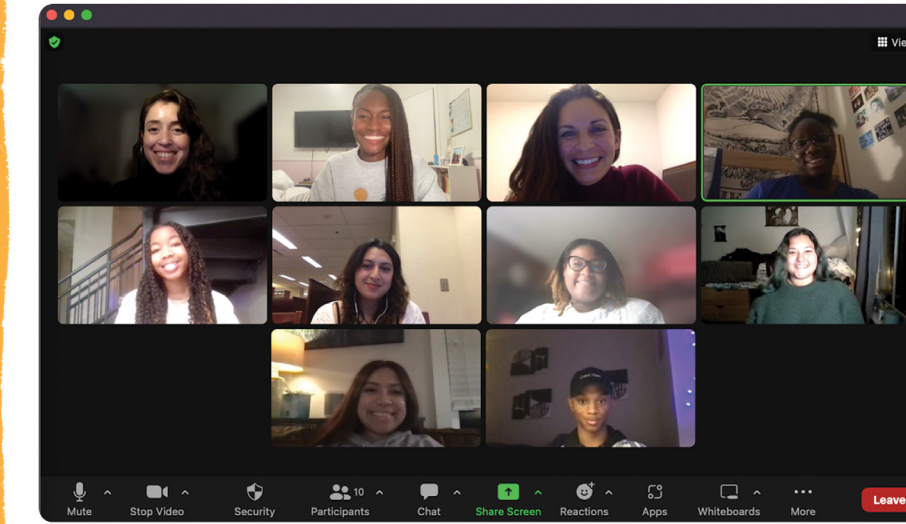 Vie
Mute
Stop Video
Security
10
Participants
Chat
Share Screen
Reactions
Apps
Whiteboards
More
Leave